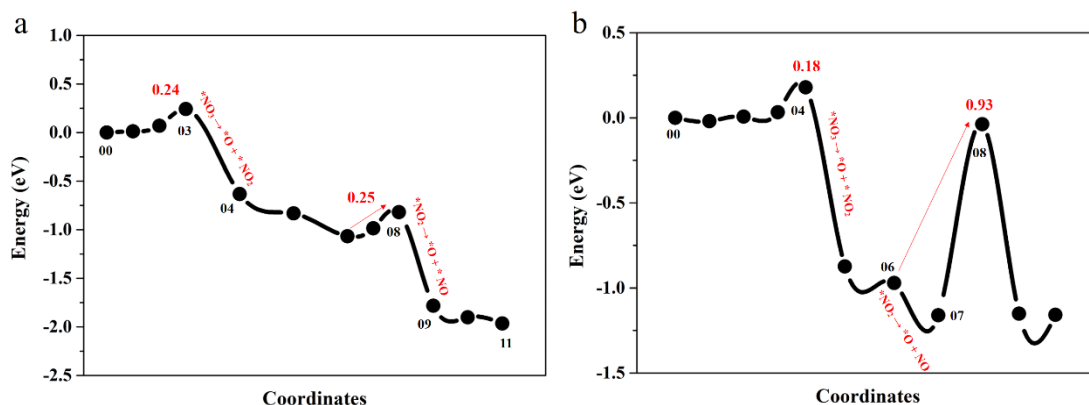 a
1.0
0.5
0.0
-0.5
-1.0
-1.5
-2.0
-2.5
Energy (eV)
Coordinates
0.24
00
03
*NO₃→*O + * NO₂
04
0.25
08
*NO₂→*O + * NO
09
11
b
0.5
0.0
-0.5
-1.0
-1.5
Energy (eV)
Coordinates
0.18
00
04
*NO₃→*O + * NO₂
0.93
08
06
07
*NO₂→*O + NO